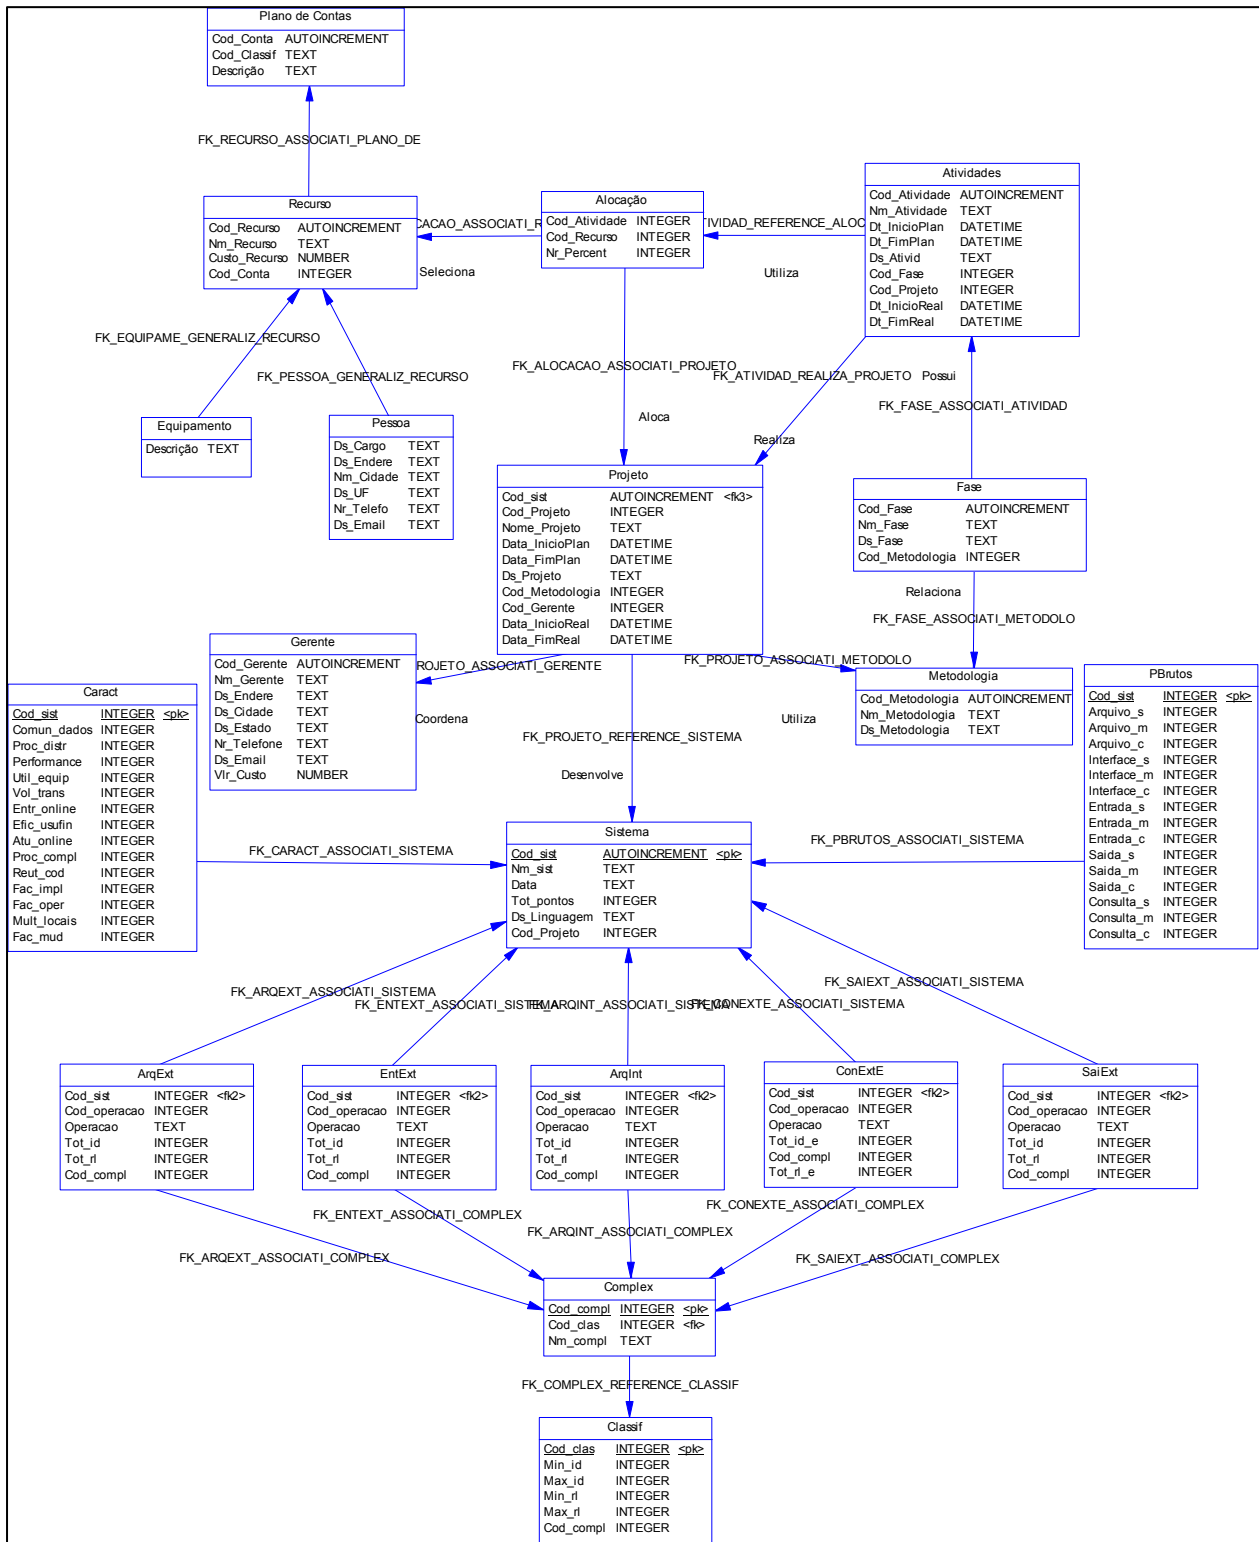 Plano de Contas
Cod_Conta AUTOINCREMENT
Cod_Classif TEXT
Descrição TEXT
FK_RECURSO_ASSOCIATI_PLANO_DE
Recurso
Cod_Recurso AUTOINCREMENT
Nm_Recurso TEXT
Custo_Recurso NUMBER
Cod_Conta INTEGER
CACAO_ASSOCIATI_R
Seleciona
Alocação
Cod_Atividade INTEGER
Cod_Recurso INTEGER
Nr_Percent INTEGER
TIVIDAD_REFERENCE_ALOC
Utiliza
Atividades
Cod_Atividade AUTOINCREMENT
Nm_Atividade TEXT
Dt_InicioPlan DATETIME
Dt_FimPlan DATETIME
Ds_Ativid TEXT
Cod_Fase INTEGER
Cod_Projeto INTEGER
Dt_InicioReal DATETIME
Dt_FimReal DATETIME
FK_EQUIPAME_GENERALIZ_RECURSO
FK_PESSOA_GENERALIZ_RECURSO
FK_ALOCACAO_ASSOCIATI_PROJETO
Aloca
FK_ATIVIDAD_REALIZA_PROJETO
Realiza
Possui
FK_FASE_ASSOCIATI_ATIVIDAD
Equipamento
Descrição TEXT
Pessoa
Ds_Cargo TEXT
Ds_Endere TEXT
Nm_Cidade TEXT
Ds_UF TEXT
Nr_Telefo TEXT
Ds_Email TEXT
Projeto
Cod_sist AUTOINCREMENT <fk3>
Cod_Projeto INTEGER
Nome_Projeto TEXT
Data_InicioPlan DATETIME
Data_FimPlan DATETIME
Ds_Projeto TEXT
Cod_Metodologia INTEGER
Cod_Gerente INTEGER
Data_InicioReal DATETIME
Data_FimReal DATETIME
Fase
Cod_Fase AUTOINCREMENT
Nm_Fase TEXT
Ds_Fase TEXT
Cod_Metodologia INTEGER
Relaciona
FK_FASE_ASSOCIATI_METODOLO
Gerente
Cod_Gerente AUTOINCREMENT
Nm_Gerente TEXT
Ds_Endere TEXT
Ds_Cidade TEXT
Ds_Estado TEXT
Nr_Telefone TEXT
Ds_Email TEXT
Vlr_Custo NUMBER
ROJETO_ASSOCIATI_GERENTE
Coordena
FK_PROJETO_ASSOCIATI_METODOLO
Utiliza
FK_PROJETO_REFERENCE_SISTEMA
Desenvolve
Metodologia
Cod_Metodologia AUTOINCREMENT
Nm_Metodologia TEXT
Ds_Metodologia TEXT
Caract
Cod_sist INTEGER <pk>
Comun_dados INTEGER
Proc_distr INTEGER
Performance INTEGER
Util_equip INTEGER
Vol_trans INTEGER
Entr_online INTEGER
Efic_usufin INTEGER
Atu_online INTEGER
Proc_compl INTEGER
Reut_cod INTEGER
Fac_impl INTEGER
Fac_oper INTEGER
Mult_locais INTEGER
Fac_mud INTEGER
PBrutos
Cod_sist INTEGER <pk>
Arquivo_s INTEGER
Arquivo_m INTEGER
Arquivo_c INTEGER
Interface_s INTEGER
Interface_m INTEGER
Interface_c INTEGER
Entrada_s INTEGER
Entrada_m INTEGER
Entrada_c INTEGER
Saida_s INTEGER
Saida_m INTEGER
Saida_c INTEGER
Consulta_s INTEGER
Consulta_m INTEGER
Consulta_c INTEGER
FK_CARACT_ASSOCIATI_SISTEMA
FK_PBRUTOS_ASSOCIATI_SISTEMA
Sistema
Cod_sist AUTOINCREMENT <pk>
Nm_sist TEXT
Data TEXT
Tot_pontos INTEGER
Ds_Linguagem TEXT
Cod_Projeto INTEGER
FK_ARQEXT_ASSOCIATI_SISTEMA
FK_ENTEXT_ASSOCIATI_SISTEMA
FK_ARQINT_ASSOCIATI_SISTEMA
FK_CONEXTE_ASSOCIATI_SISTEMA
FK_SAIEXT_ASSOCIATI_SISTEMA
ArqExt
Cod_sist INTEGER <fk2>
Cod_operacao INTEGER
Operacao TEXT
Tot_id INTEGER
Tot_rl INTEGER
Cod_compl INTEGER
EntExt
Cod_sist INTEGER <fk2>
Cod_operacao INTEGER
Operacao TEXT
Tot_id INTEGER
Tot_rl INTEGER
Cod_compl INTEGER
ArqInt
Cod_sist INTEGER <fk2>
Cod_operacao INTEGER
Operacao TEXT
Tot_id INTEGER
Tot_rl INTEGER
Cod_compl INTEGER
ConExtE
Cod_sist INTEGER <fk2>
Cod_operacao INTEGER
Operacao TEXT
Tot_id_e INTEGER
Cod_compl INTEGER
Tot_rl_e INTEGER
SaiExt
Cod_sist INTEGER <fk2>
Cod_operacao INTEGER
Operacao TEXT
Tot_id INTEGER
Tot_rl INTEGER
Cod_compl INTEGER
FK_ARQEXT_ASSOCIATI_COMPLEX
FK_ENTEXT_ASSOCIATI_COMPLEX
FK_ARQINT_ASSOCIATI_COMPLEX
FK_CONEXTE_ASSOCIATI_COMPLEX
FK_SAIEXT_ASSOCIATI_COMPLEX
Complex
Cod_compl INTEGER <pk>
Cod_clas INTEGER <fk>
Nm_compl TEXT
FK_COMPLEX_REFERENCE_CLASSIF
Classif
Cod_clas INTEGER <pk>
Min_id INTEGER
Max_id INTEGER
Min_rl INTEGER
Max_rl INTEGER
Cod_compl INTEGER